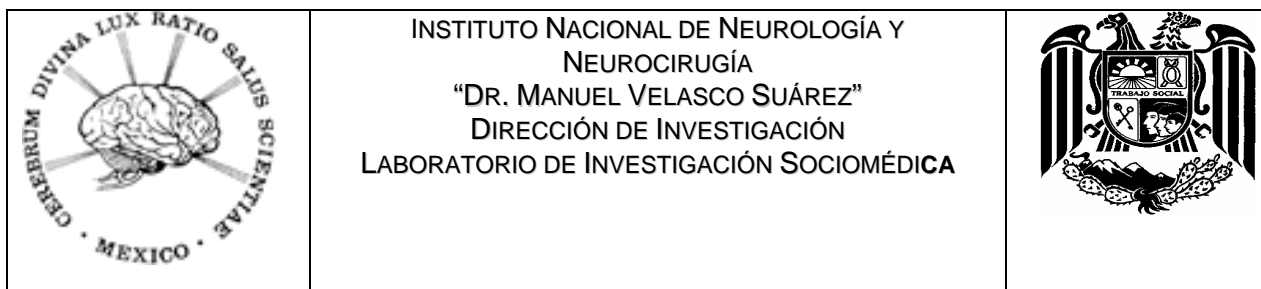 CEREBRUM DIVINA LUX RATIO SALUS SCIENTIAE
· MEXICO ·
INSTITUTO NACIONAL DE NEUROLOGÍA Y
NEUROCIRUGÍA
“DR. MANUEL VELASCO SUÁREZ”
DIRECCIÓN DE INVESTIGACIÓN
LABORATORIO DE INVESTIGACIÓN SOCIOMÉDICA
TRABAJO SOCIAL